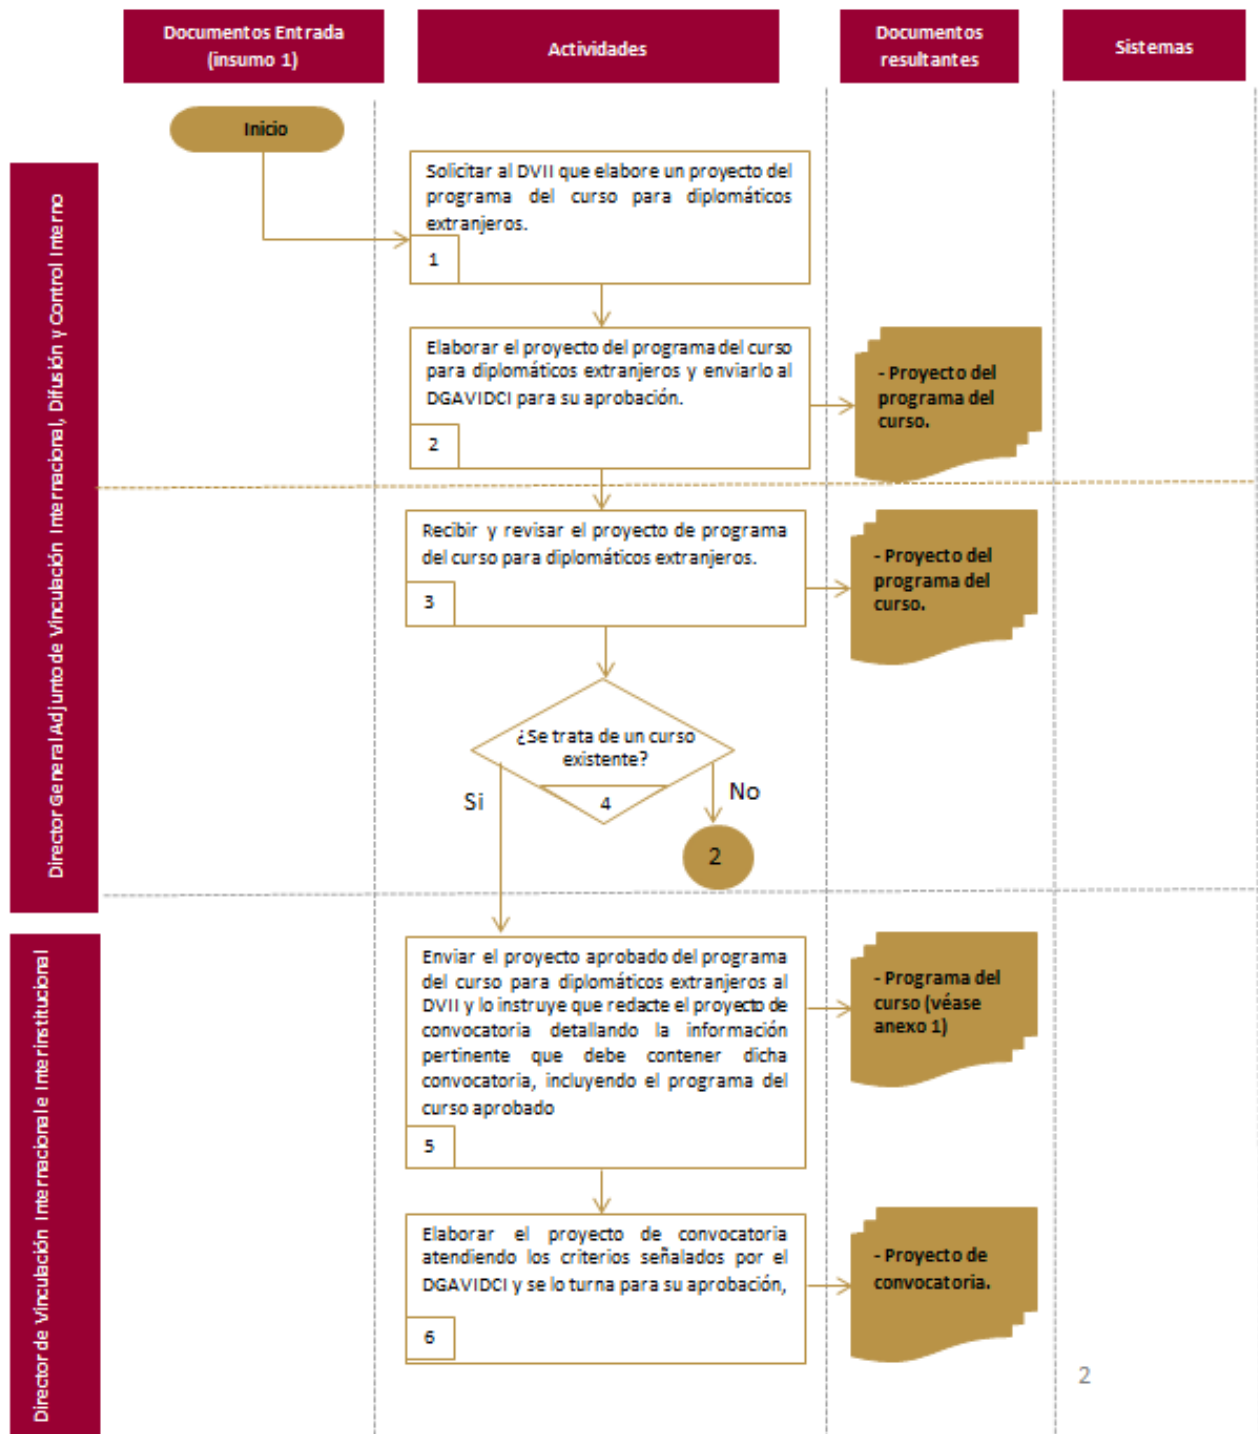 Documentos Entrada
(insumo 1)
Actividades
Documentos
resultantes
Sistemas
Inicio
Director General Adjunto de Vinculación Internacional, Difusión y Control Interno
Solicitar al DVII que elabore un proyecto del
programa del curso para diplomáticos
extranjeros.
1
Elaborar el proyecto del programa del curso
para diplomáticos extranjeros y enviarlo al
DGAVIDCI para su aprobación.
2
- Proyecto del
programa del
curso.
Recibir y revisar el proyecto de programa
del curso para diplomáticos extranjeros.
3
- Proyecto del
programa del
curso.
¿Se trata de un curso
existente?
4
Si
No
2
Director de Vinculación Internacional e Interinstitucional
Enviar el proyecto aprobado del programa
del curso para diplomáticos extranjeros al
DVII y lo instruye que redacte el proyecto de
convocatoria detallando la información
pertinente que debe contener dicha
convocatoria, incluyendo el programa del
curso aprobado
5
- Programa del
curso (véase
anexo 1)
Elaborar el proyecto de convocatoria
atendiendo los criterios señalados por el
DGAVIDCI y se lo turna para su aprobación,
6
- Proyecto de
convocatoria.
2